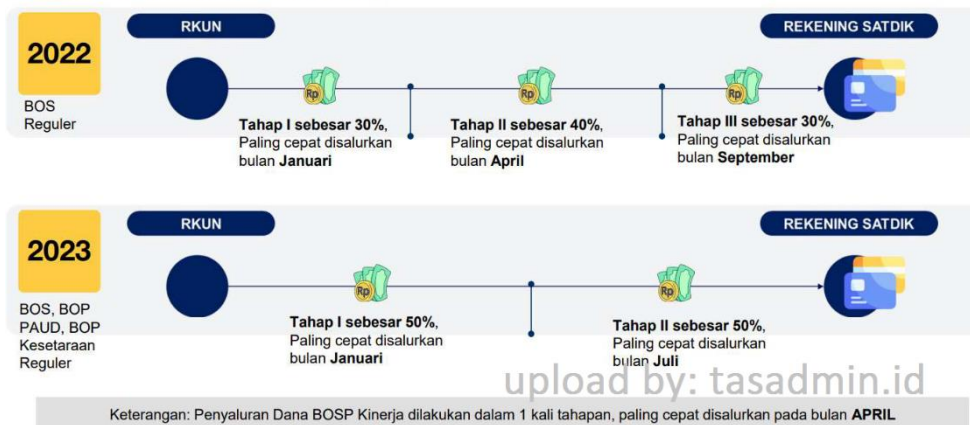 RKUN
REKENING SATDIK
2022
BOS
Reguler
Rp
Rp
Rp
Tahap I sebesar 30%,
Paling cepat disalurkan
bulan Januari
Tahap II sebesar 40%,
Paling cepat disalurkan
bulan April
Tahap III sebesar 30%,
Paling cepat disalurkan
bulan September
RKUN
REKENING SATDIK
2023
BOS, BOP
PAUD, BOP
Kesetaraan
Reguler
Rp
Rp
Tahap I sebesar 50%,
Paling cepat disalurkan
bulan Januari
Tahap II sebesar 50%,
Paling cepat disalurkan
bulan Juli
upload by: tasadmin.id
Keterangan: Penyaluran Dana BOSP Kinerja dilakukan dalam 1 kali tahapan, paling cepat disalurkan pada bulan APRIL